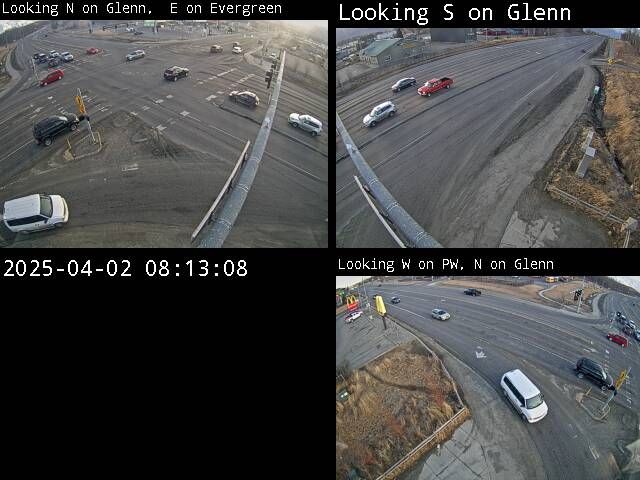 Looking N on Glenn,  E on Evergreen
Looking S on Glenn
2025-04-02 08:13:08
Looking W on PW, N on Glenn